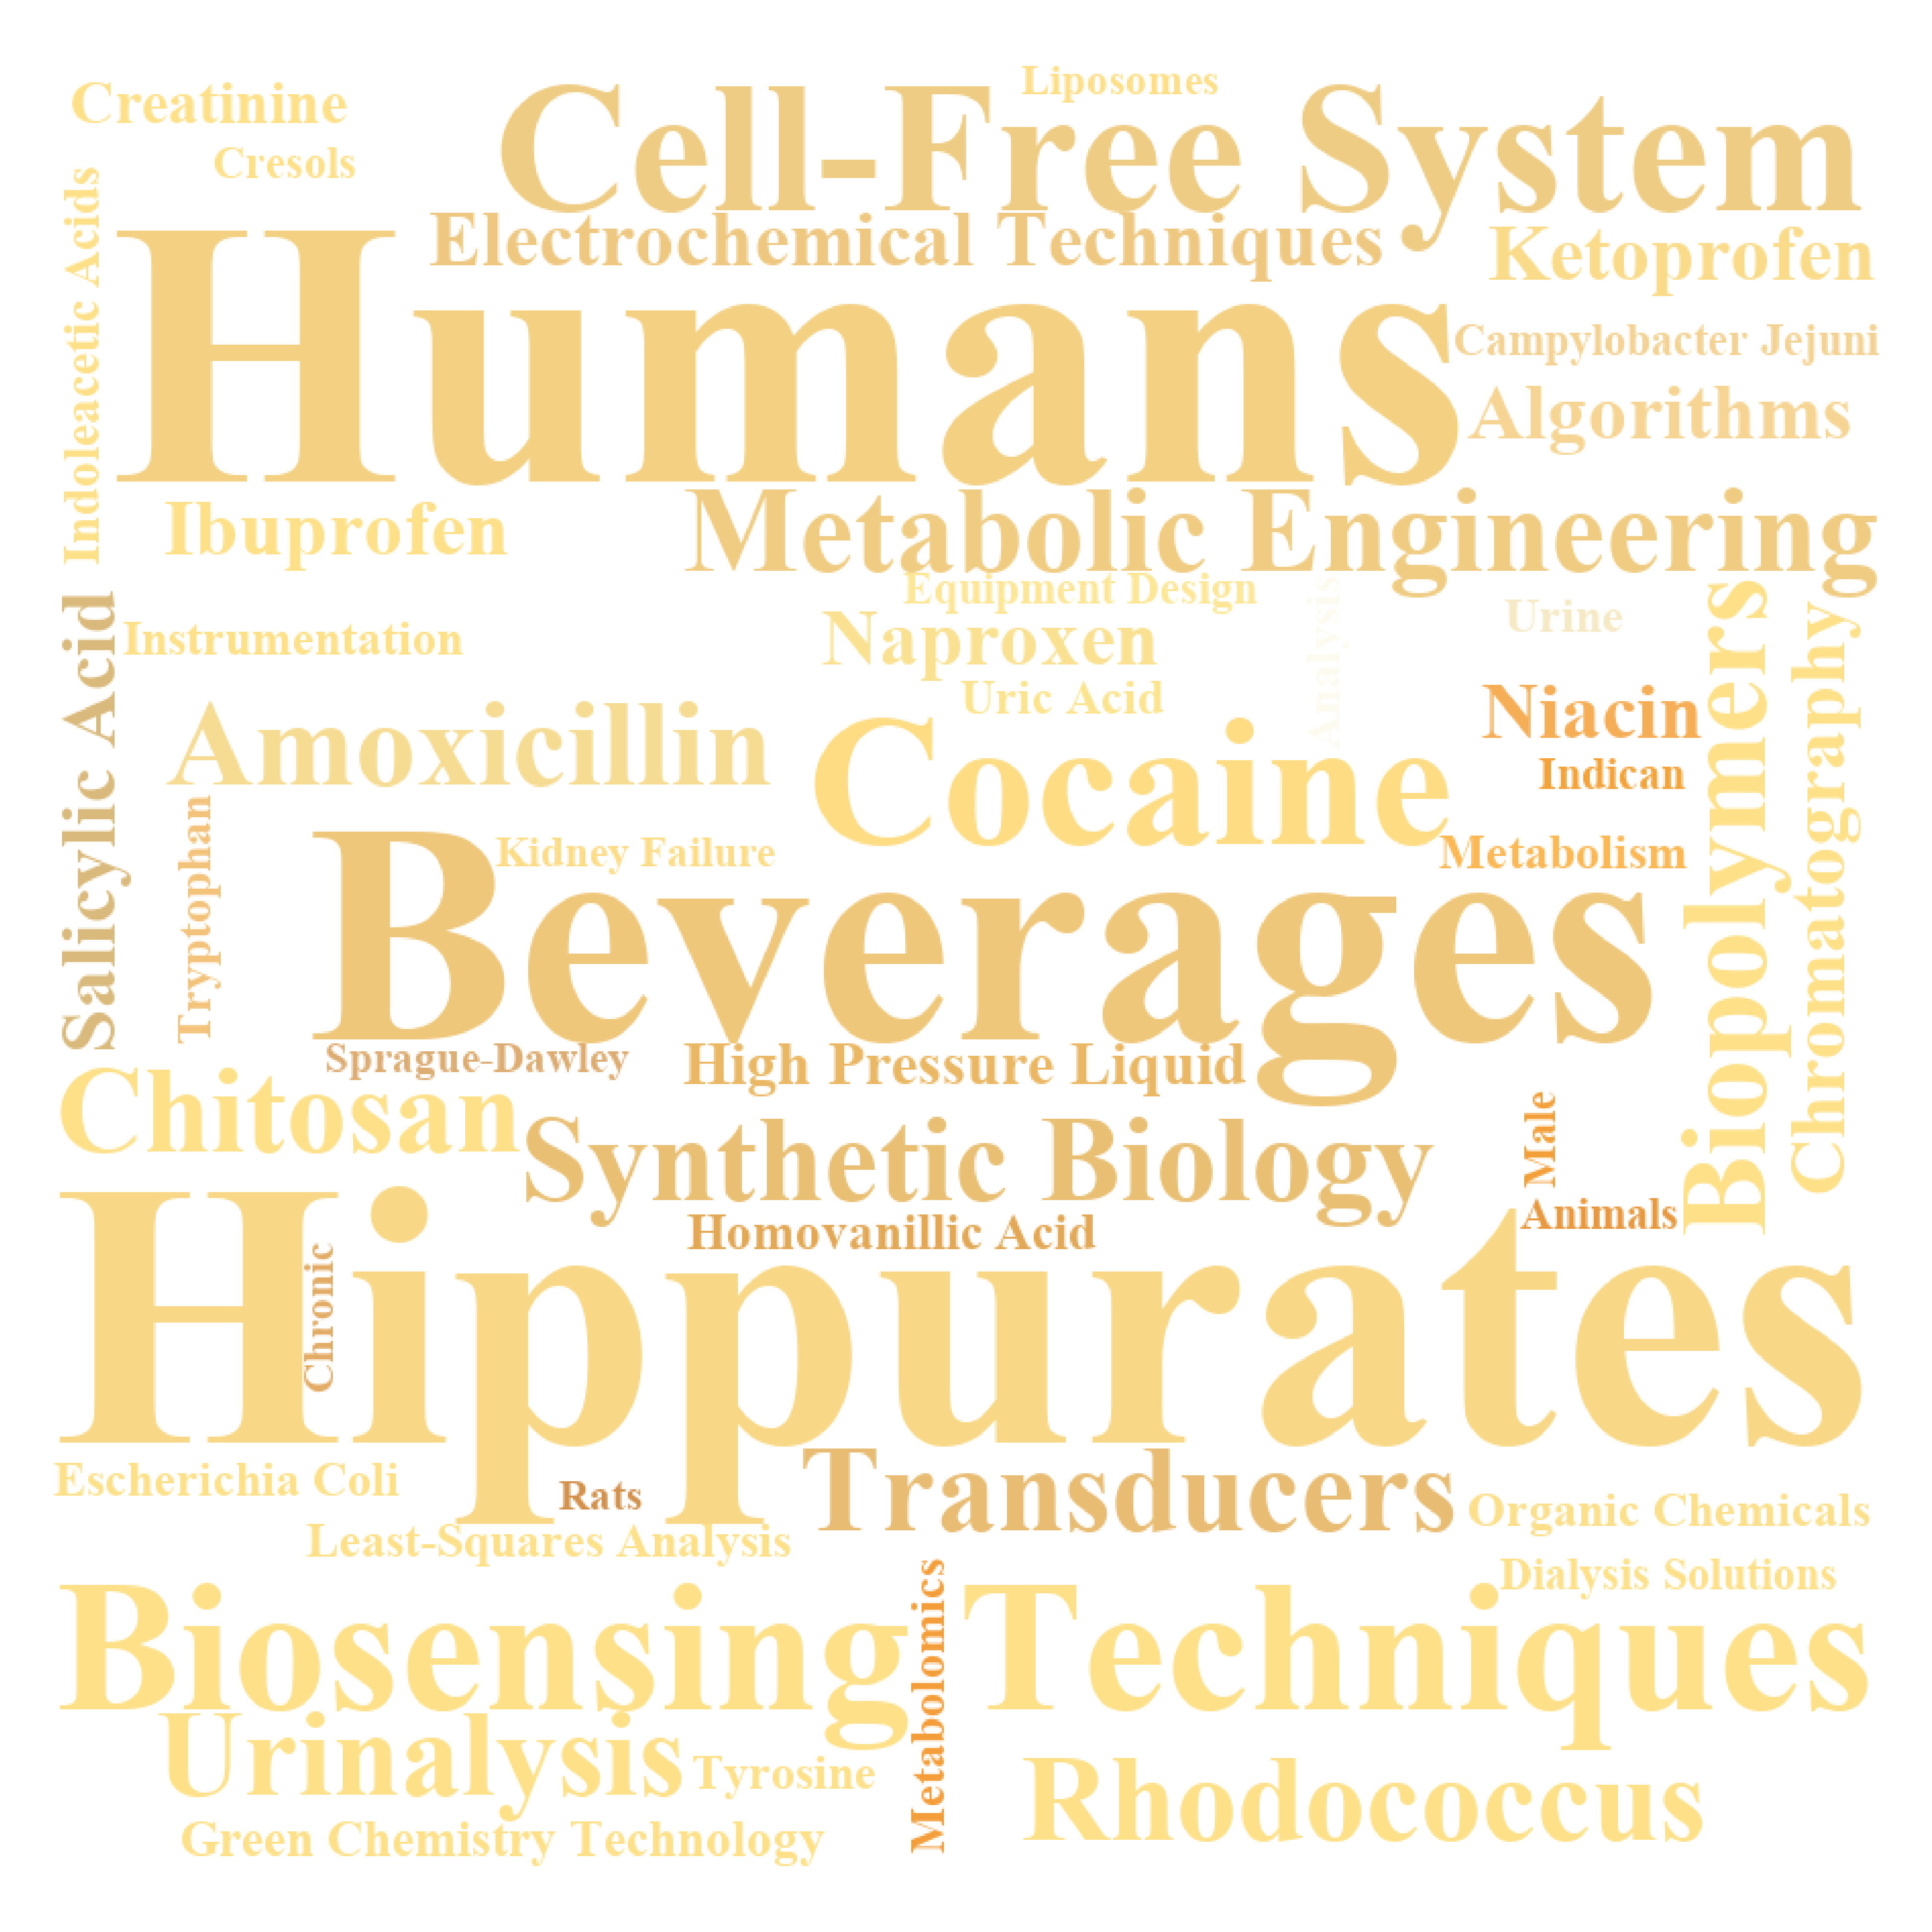 Liposomes
Creatinine
Cell-Free System
Cresols
Indoleacetic Acids
Electrochemical Techniques
Ketoprofen
Humans
Campylobacter Jejuni
Algorithms
Ibuprofen
Metabolic Engineering
Equipment Design
Analysis
Urine
Salicylic Acid
Instrumentation
Naproxen
Biopolymers
Chromatography
Uric Acid
Niacin
Amoxicillin
Cocaine
Indican
Tryptophan
Kidney Failure
Metabolism
Beverages
Sprague-Dawley
High Pressure Liquid
Chitosan
Synthetic Biology
Male
Homovanillic Acid
Animals
Hippurates
Chronic
Escherichia Coli
Rats
Transducers
Organic Chemicals
Least-Squares Analysis
Dialysis Solutions
Biosensing Techniques
Metabolomics
Urinalysis
Tyrosine
Rhodococcus
Green Chemistry Technology